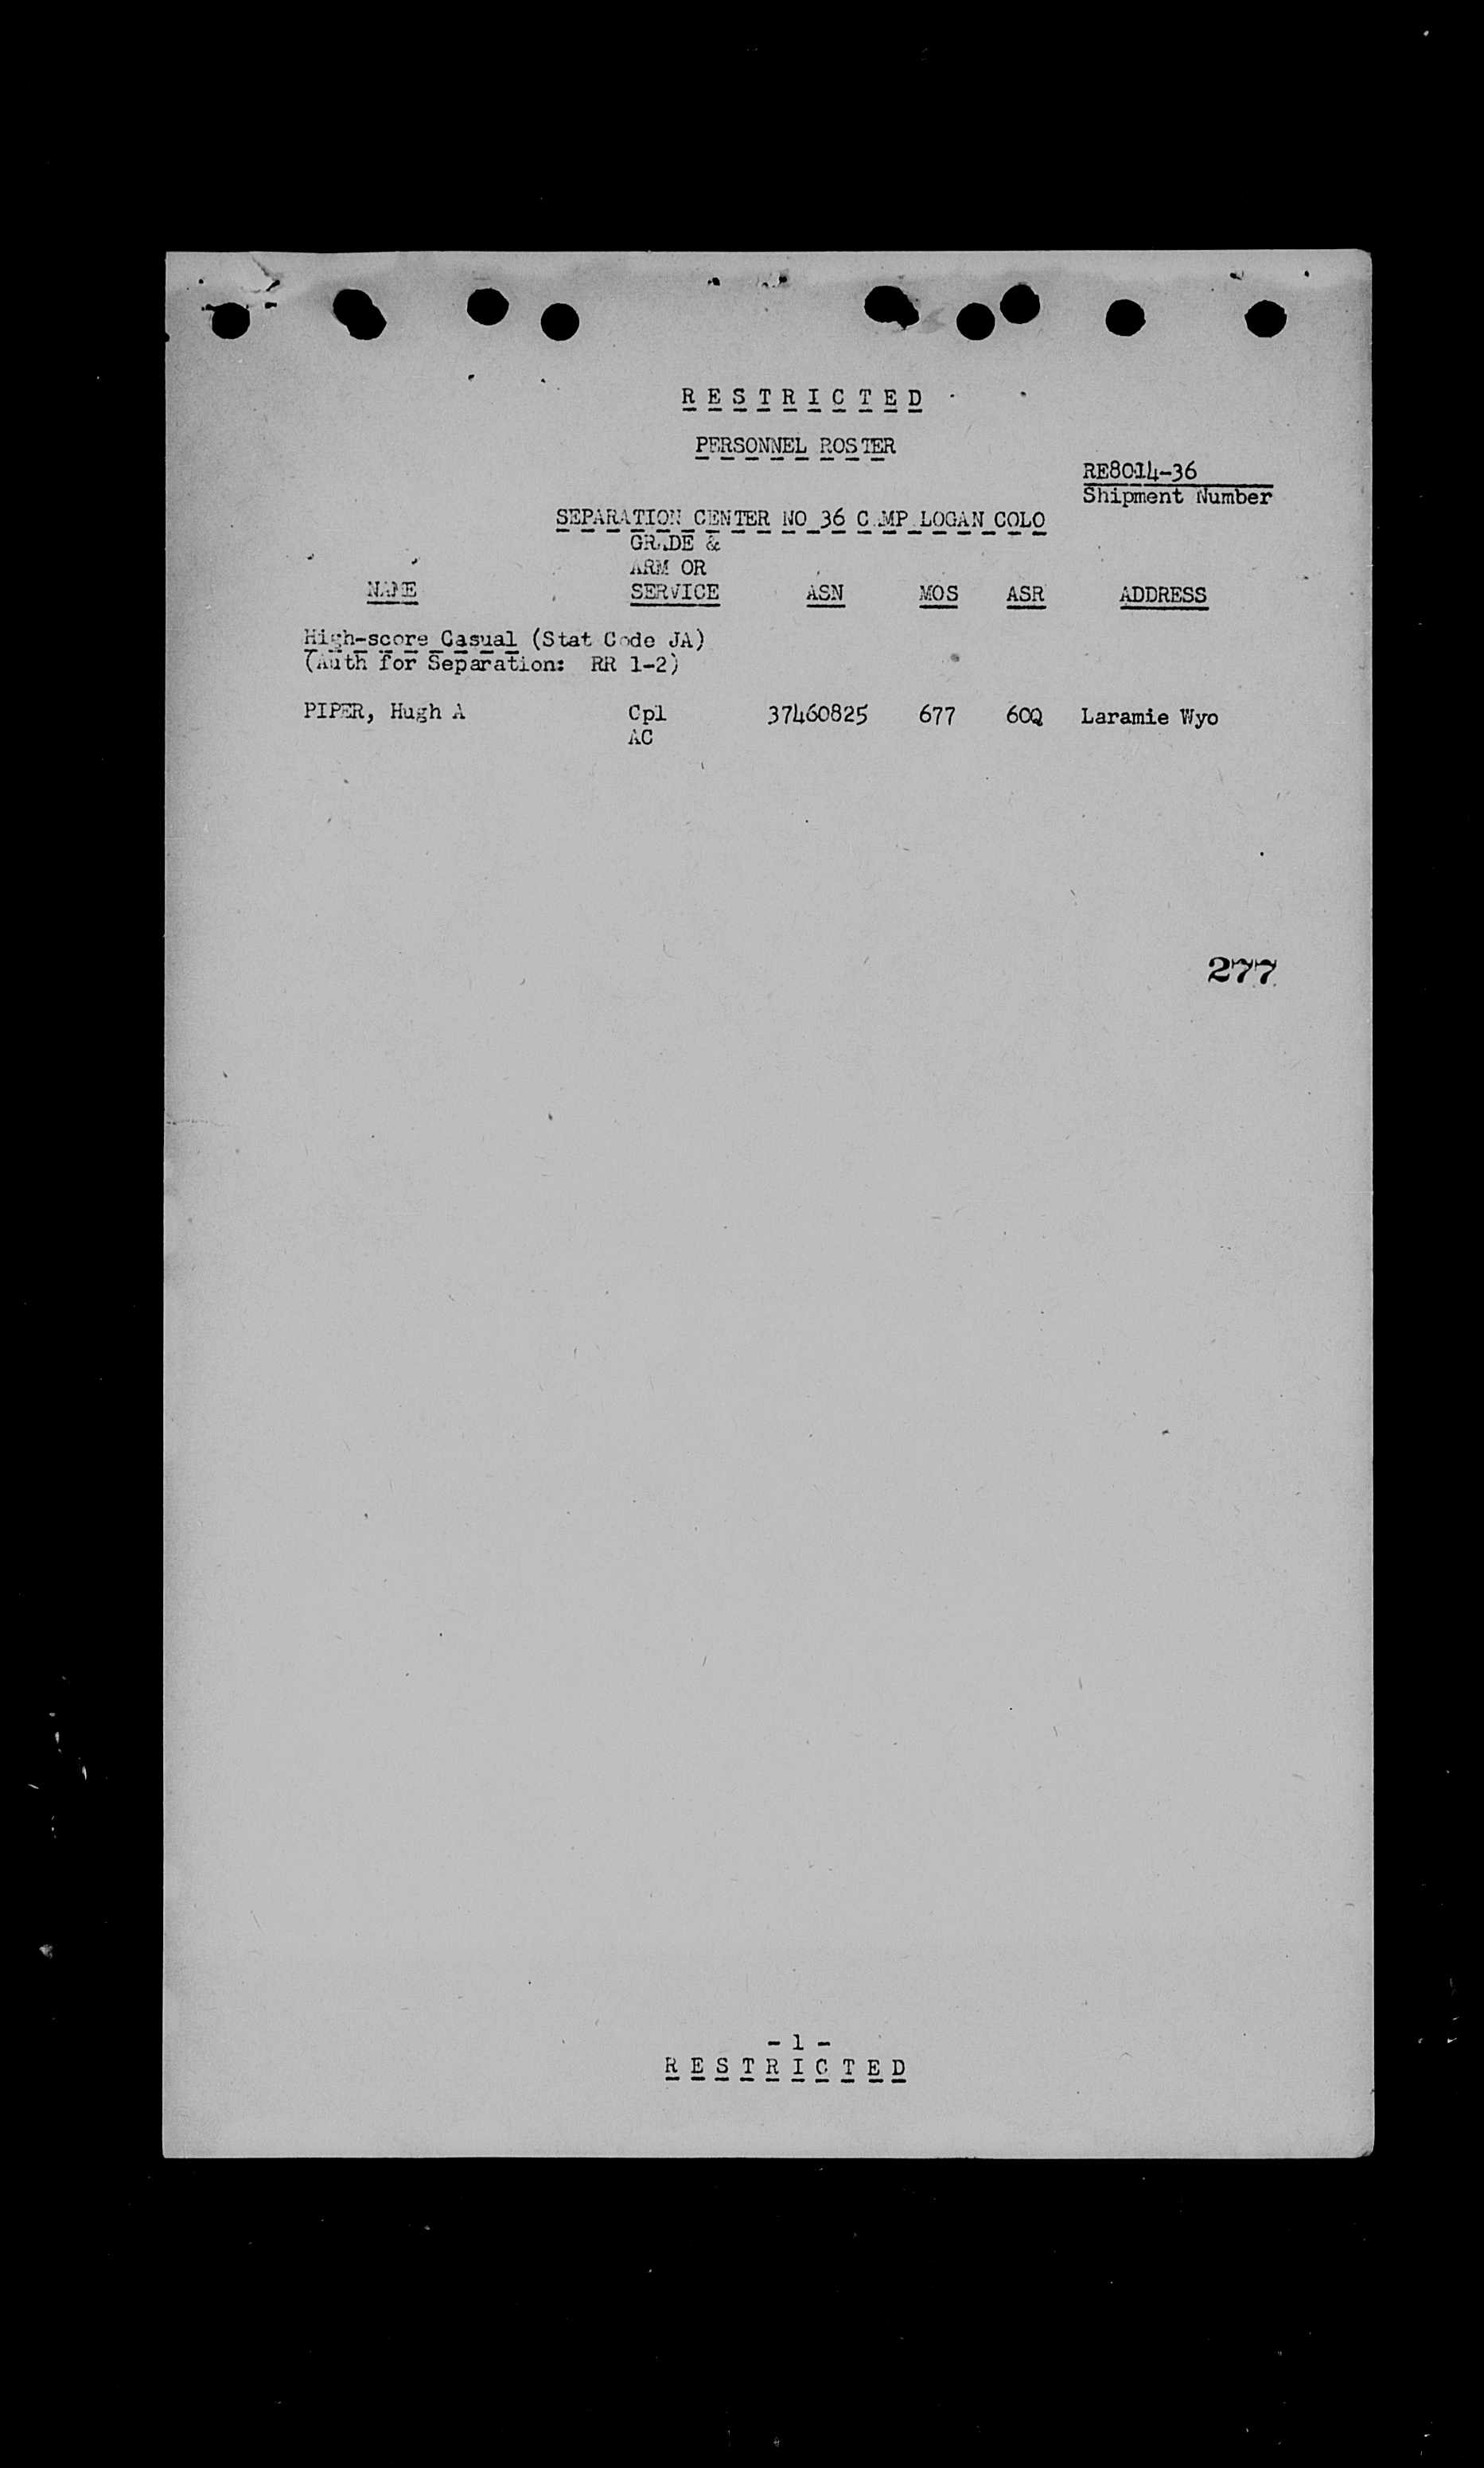 R E S T R I C T E D
PERSONNEL ROSTER
RE8014-36
Shipment Number
SEPARATION CENTER NO 36 CAMP LOGAN COLO
GRADE &
ARM OR
NAME SERVICE ASN MOS ASR ADDRESS
High-score Casual (Stat Code JA)
(Auth for Separation: RR 1-2)
PIPER, Hugh A Cpl 37460825 677 60Q Laramie Wyo
AC
277
- 1 -
R E S T R I C T E D